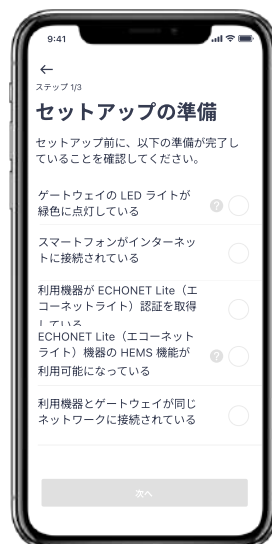 9:41
ステップ 1/3
セットアップの準備
セットアップ前に、以下の準備が完了し
ていることを確認してください。
ゲートウェイの LED ライトが
緑色に点灯している
?
スマートフォンがインターネッ
トに接続されている
利用機器が ECHONET Lite（エ
コーネットライト）認証を取得
している
ECHONET Lite（エコーネット
ライト）機器の HEMS 機能が
利用可能になっている
?
利用機器とゲートウェイが同じ
ネットワークに接続されている
次へ